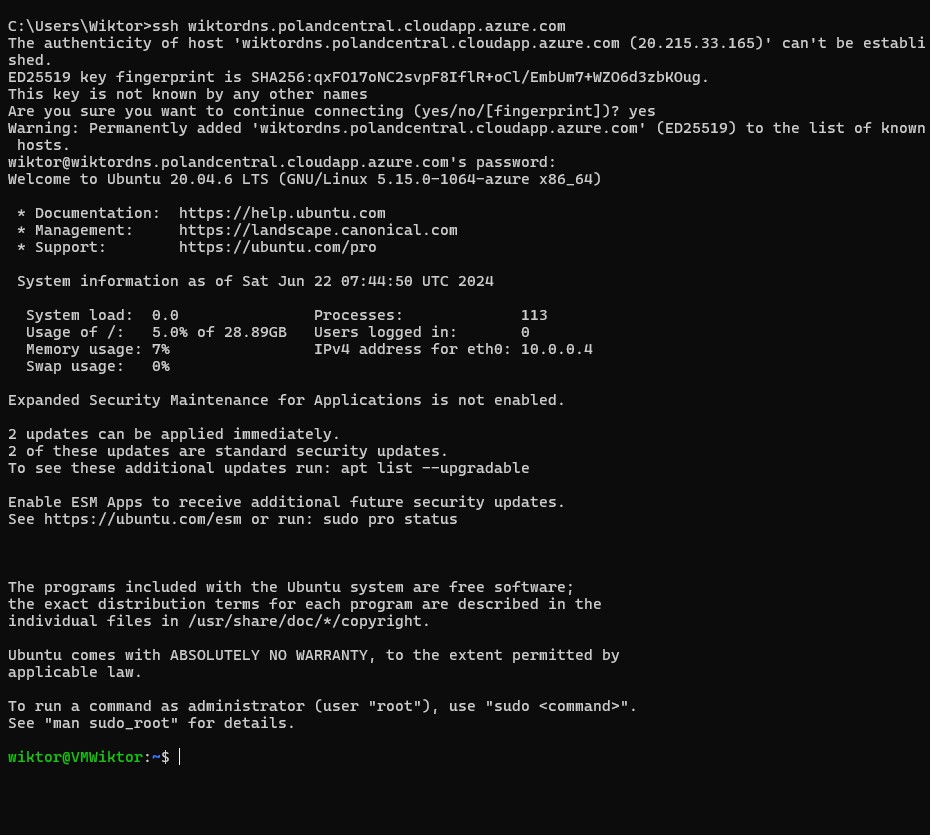 C:\Users\Wiktor>ssh wiktordns.polandcentral.cloudapp.azure.com
The authenticity of host 'wiktordns.polandcentral.cloudapp.azure.com (20.215.33.165)' can't be establi
shed.
ED25519 key fingerprint is SHA256:qxFO17oNC2svpF8IflR+oCl/EmbUm7+WZO6d3zbKOug.
This key is not known by any other names
Are you sure you want to continue connecting (yes/no/[fingerprint])? yes
Warning: Permanently added 'wiktordns.polandcentral.cloudapp.azure.com' (ED25519) to the list of known
 hosts.
wiktor@wiktordns.polandcentral.cloudapp.azure.com's password:
Welcome to Ubuntu 20.04.6 LTS (GNU/Linux 5.15.0-1064-azure x86_64)

 * Documentation:  https://help.ubuntu.com
 * Management:     https://landscape.canonical.com
 * Support:        https://ubuntu.com/pro

 System information as of Sat Jun 22 07:44:50 UTC 2024

  System load:  0.0               Processes:             113
  Usage of /:   5.0% of 28.89GB   Users logged in:       0
  Memory usage: 7%                IPv4 address for eth0: 10.0.0.4
  Swap usage:   0%

Expanded Security Maintenance for Applications is not enabled.

2 updates can be applied immediately.
2 of these updates are standard security updates.
To see these additional updates run: apt list --upgradable

Enable ESM Apps to receive additional future security updates.
See https://ubuntu.com/esm or run: sudo pro status

The programs included with the Ubuntu system are free software;
the exact distribution terms for each program are described in the
individual files in /usr/share/doc/*/copyright.

Ubuntu comes with ABSOLUTELY NO WARRANTY, to the extent permitted by
applicable law.

To run a command as administrator (user "root"), use "sudo <command>".
See "man sudo_root" for details.

wiktor@VMWiktor:~$